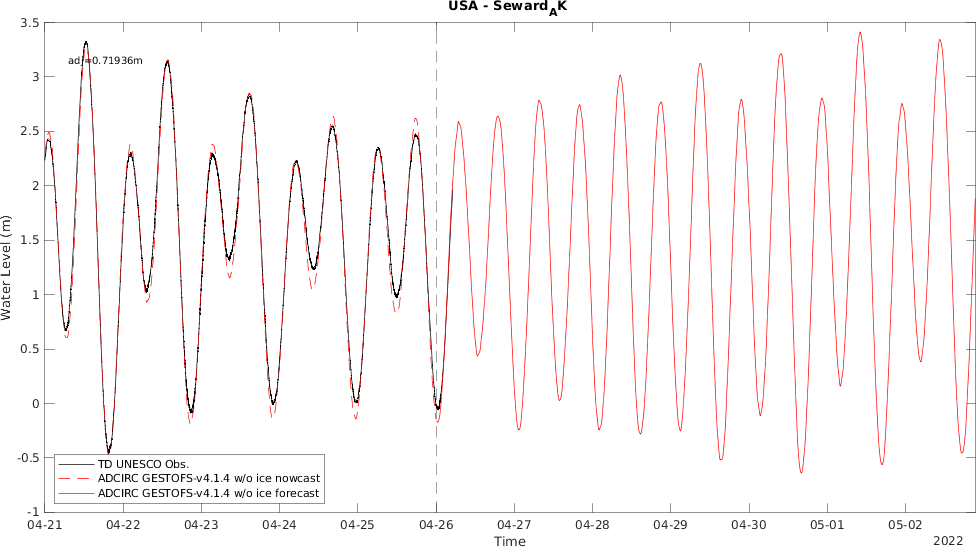 USA - Seward_AK
adj=0.71936m
3.5
3
2.5
2
1.5
1
0.5
0
-0.5
-1
Water Level (m)
TD UNESCO Obs.
ADCIRC GESTOFS-v4.1.4 w/o ice nowcast
ADCIRC GESTOFS-v4.1.4 w/o ice forecast
04-21 04-22 04-23 04-24 04-25 04-26 04-27 04-28 04-29 04-30 05-01 05-02
Time
2022